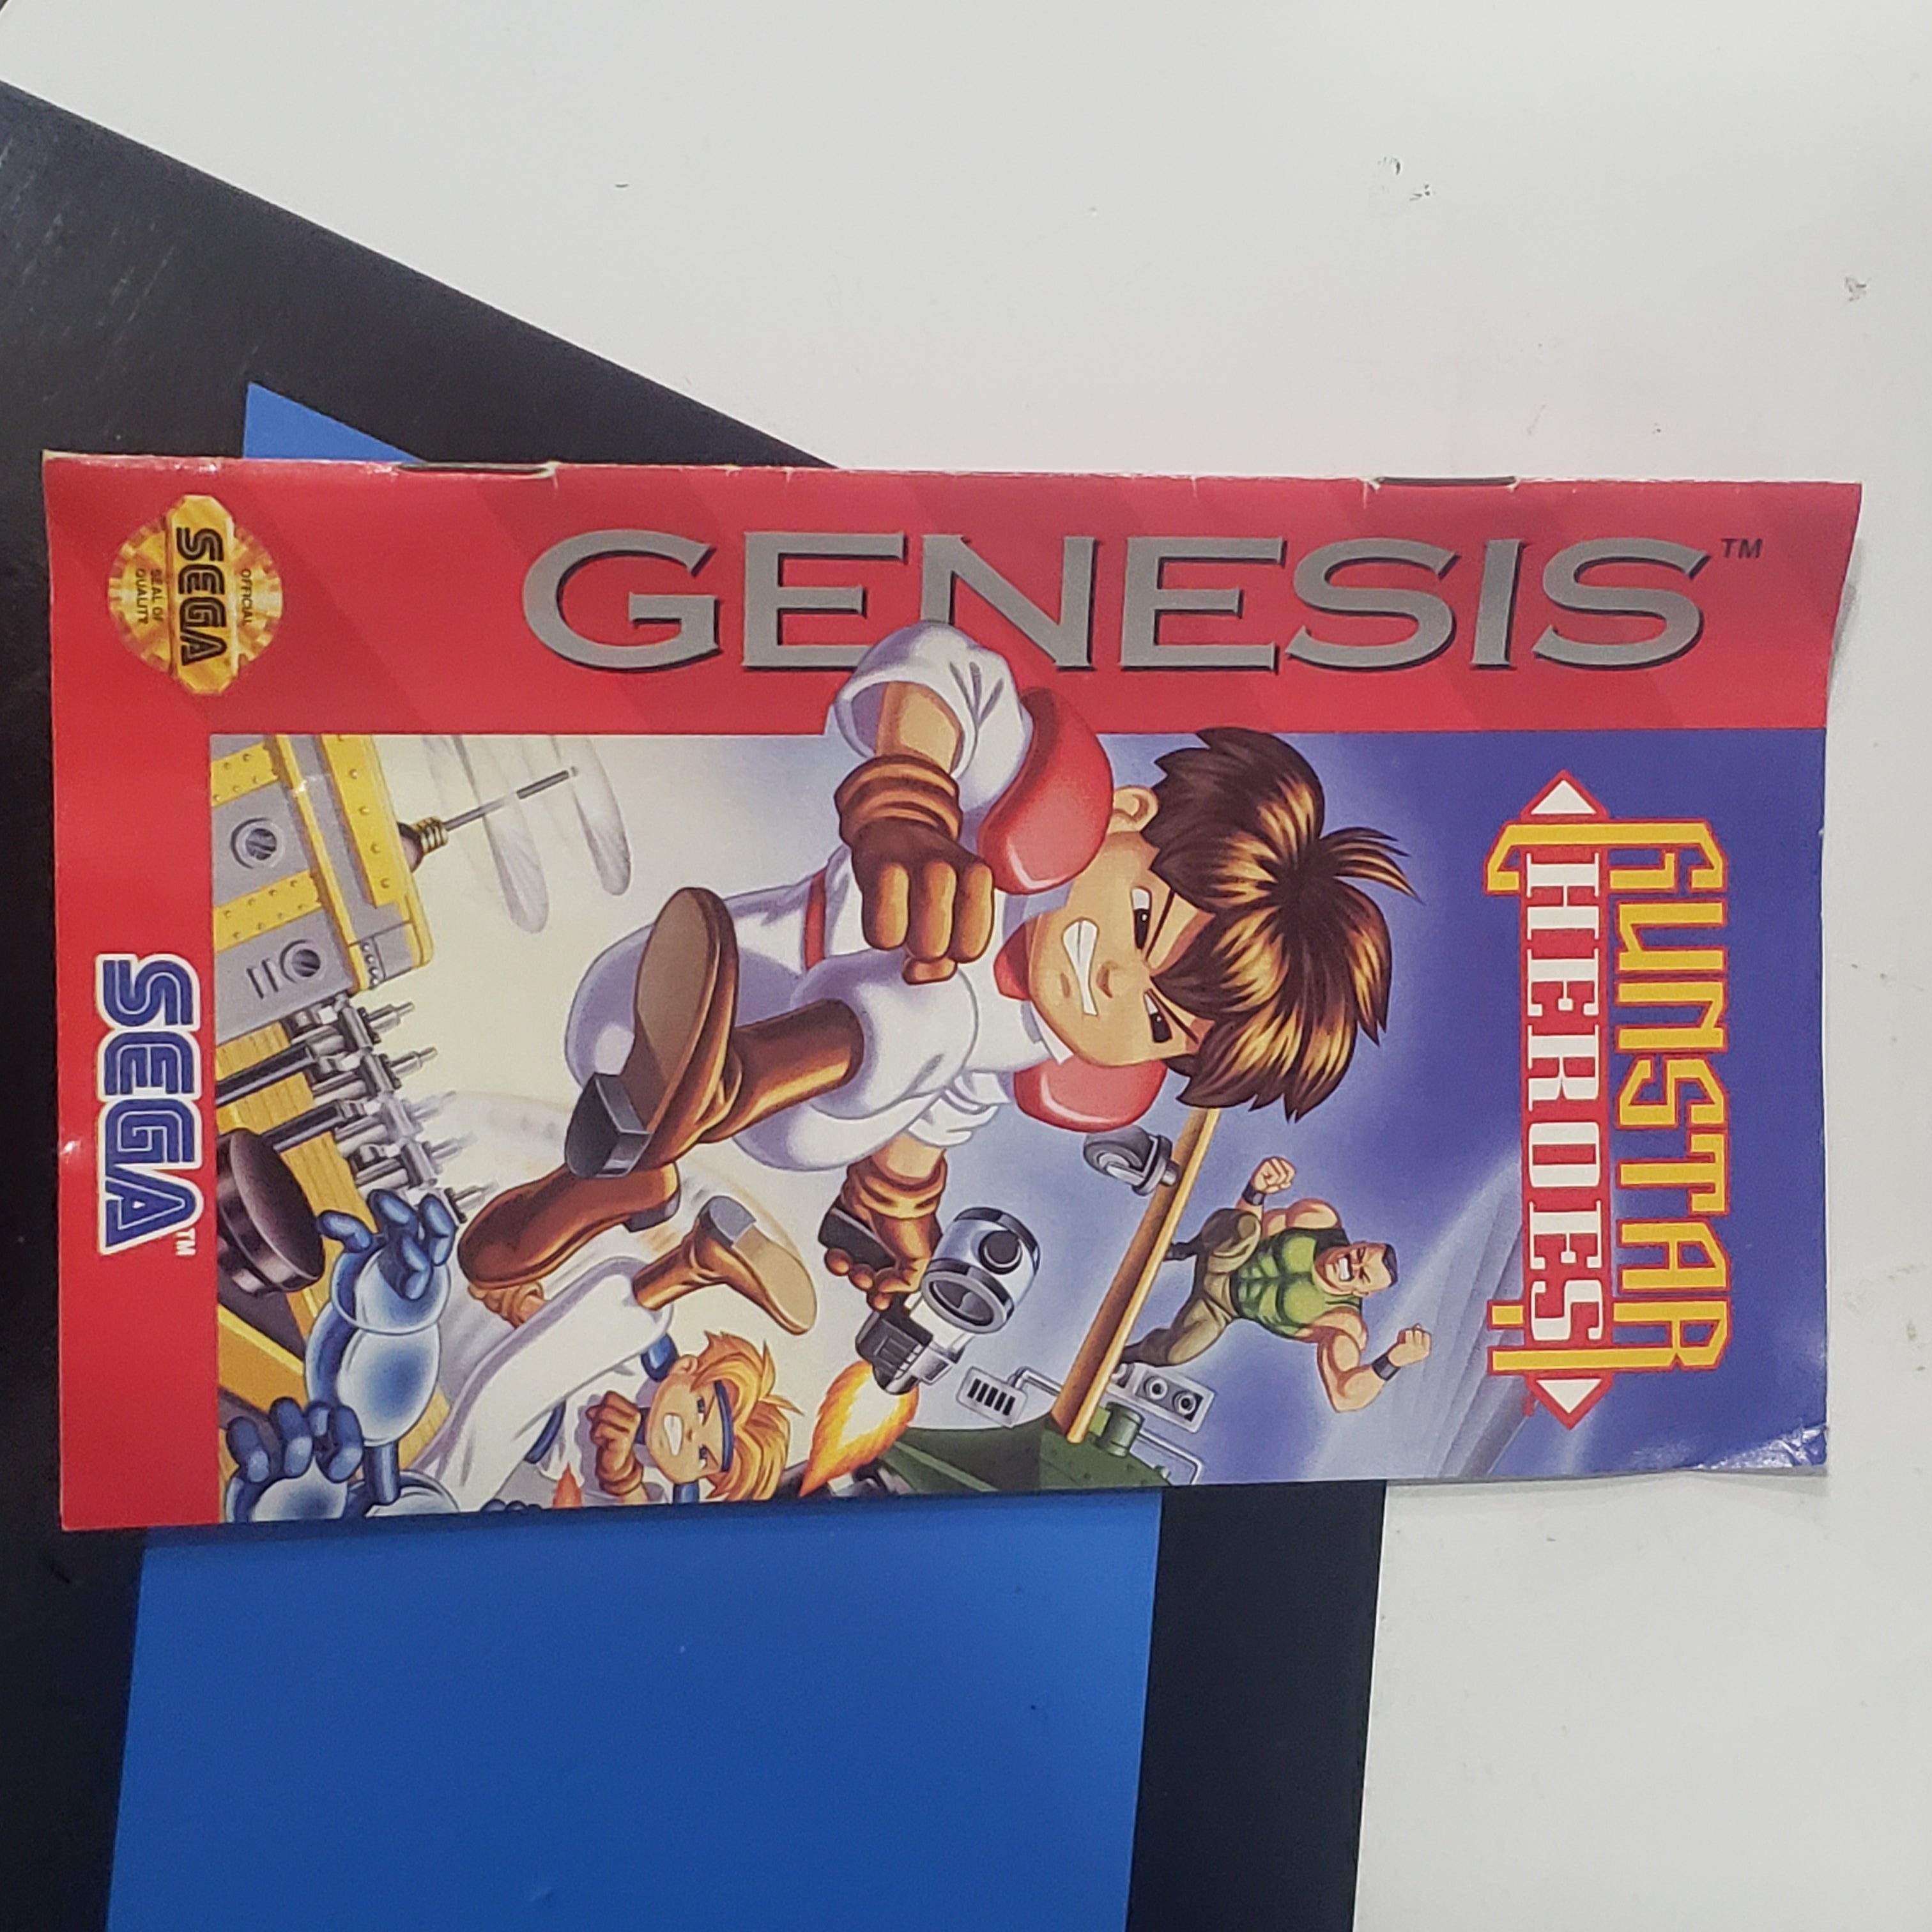 GENESIS™
GUNSTAR
HEROES
OFFICIAL
SEGA
SEAL OF
QUALITY
SEGA™